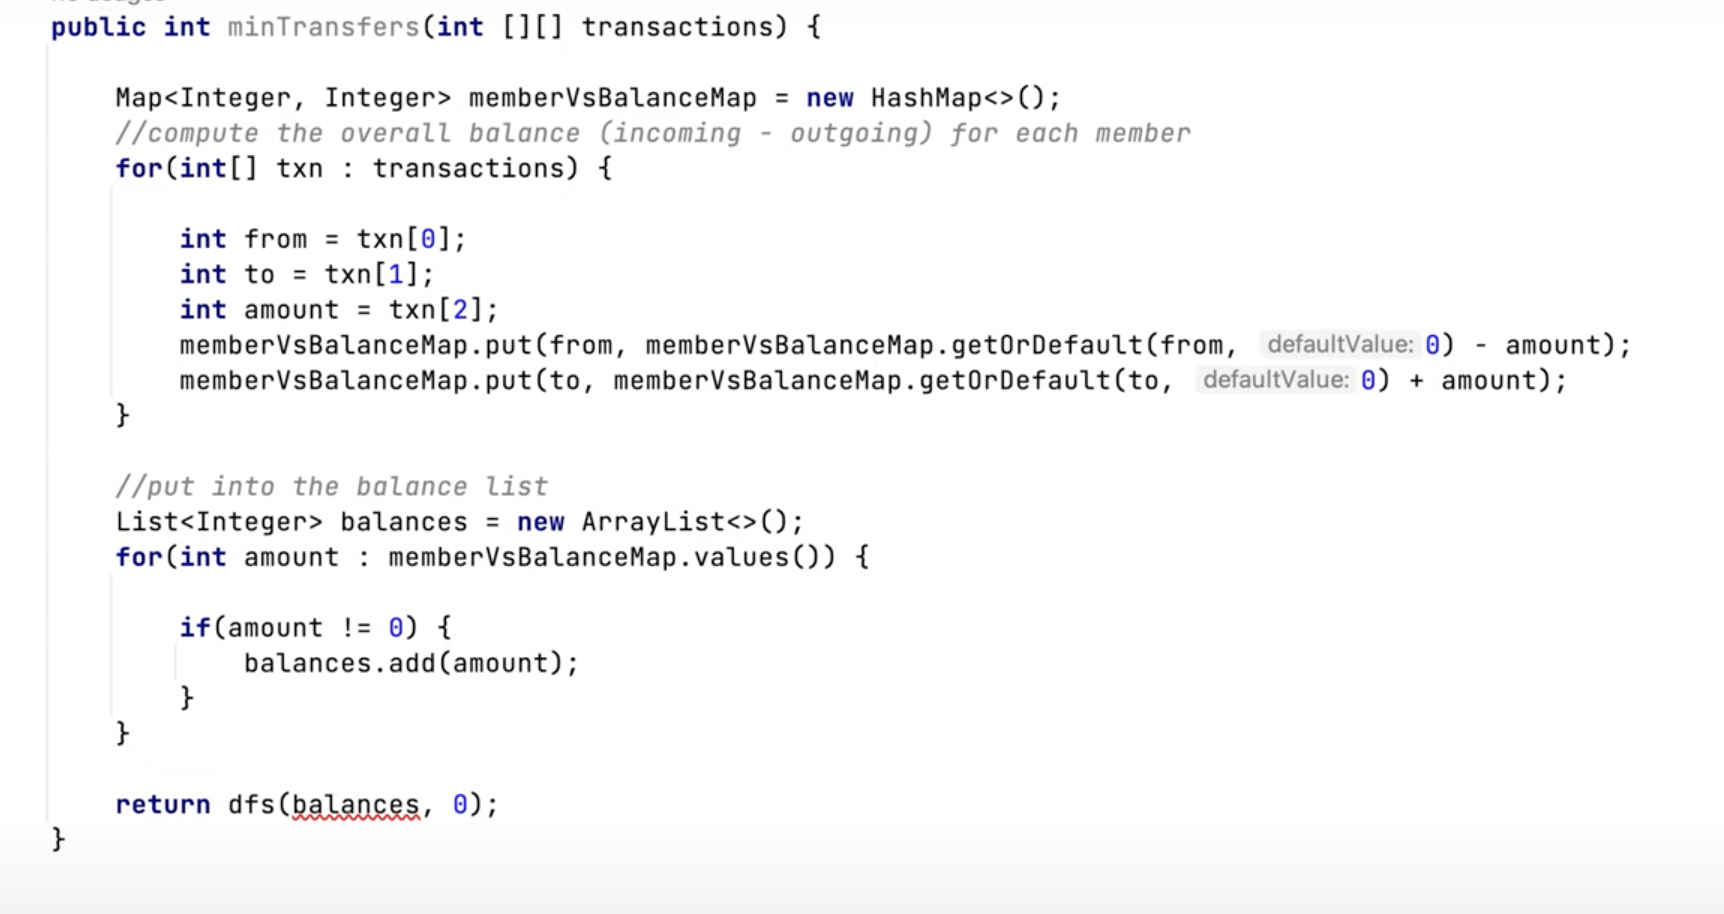 public int minTransfers(int [][] transactions) {
Map<Integer, Integer> memberVsBalanceMap = new HashMap<>();
//compute the overall balance (incoming - outgoing) for each member
for(int[] txn : transactions) {
int from = txn[0];
int to = txn[1];
int amount = txn[2];
memberVsBalanceMap.put(from, memberVsBalanceMap.getOrDefault(from, defaultValue: 0) - amount);
memberVsBalanceMap.put(to, memberVsBalanceMap.getOrDefault(to, defaultValue: 0) + amount);
}
//put into the balance list
List<Integer> balances = new ArrayList<>();
for(int amount : memberVsBalanceMap.values()) {
if(amount != 0) {
balances.add(amount);
}
}
return dfs(balances, 0);
}